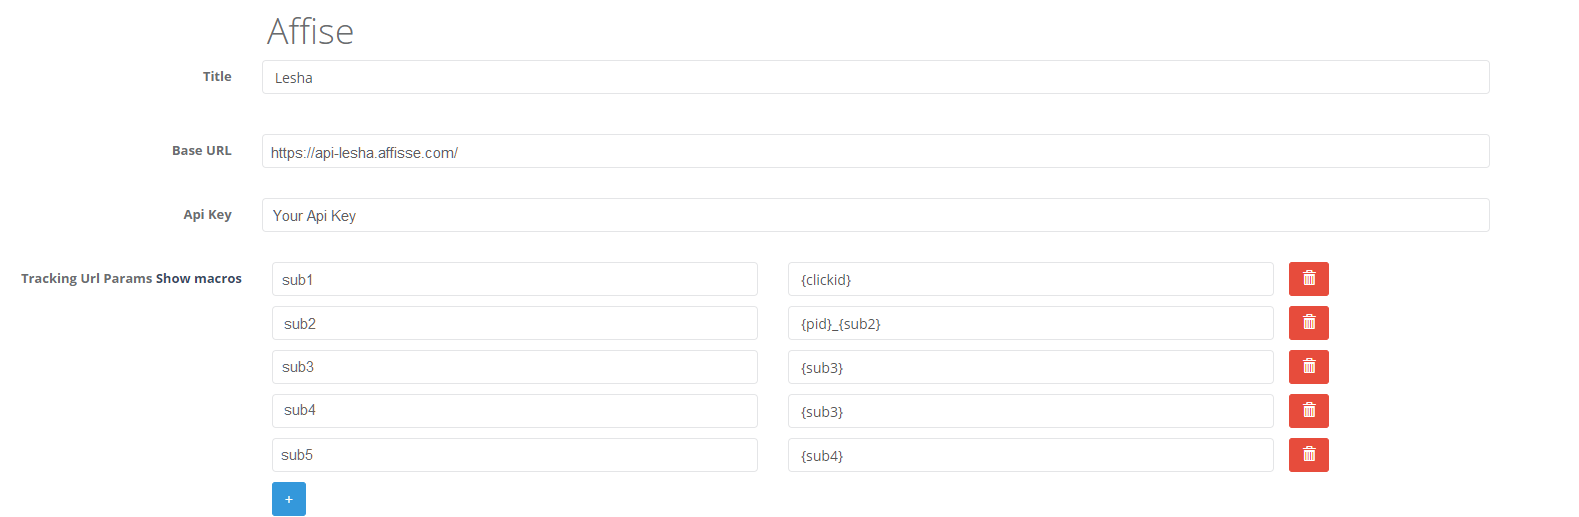 Affise
Title
Lesha
Base URL
https://api-lesha.affisse.com/
Api Key
Your Api Key
Tracking Url Params Show macros
sub1 {clickid}
sub2 {pid}_{sub2}
sub3 {sub3}
sub4 {sub3}
sub5 {sub4}
+